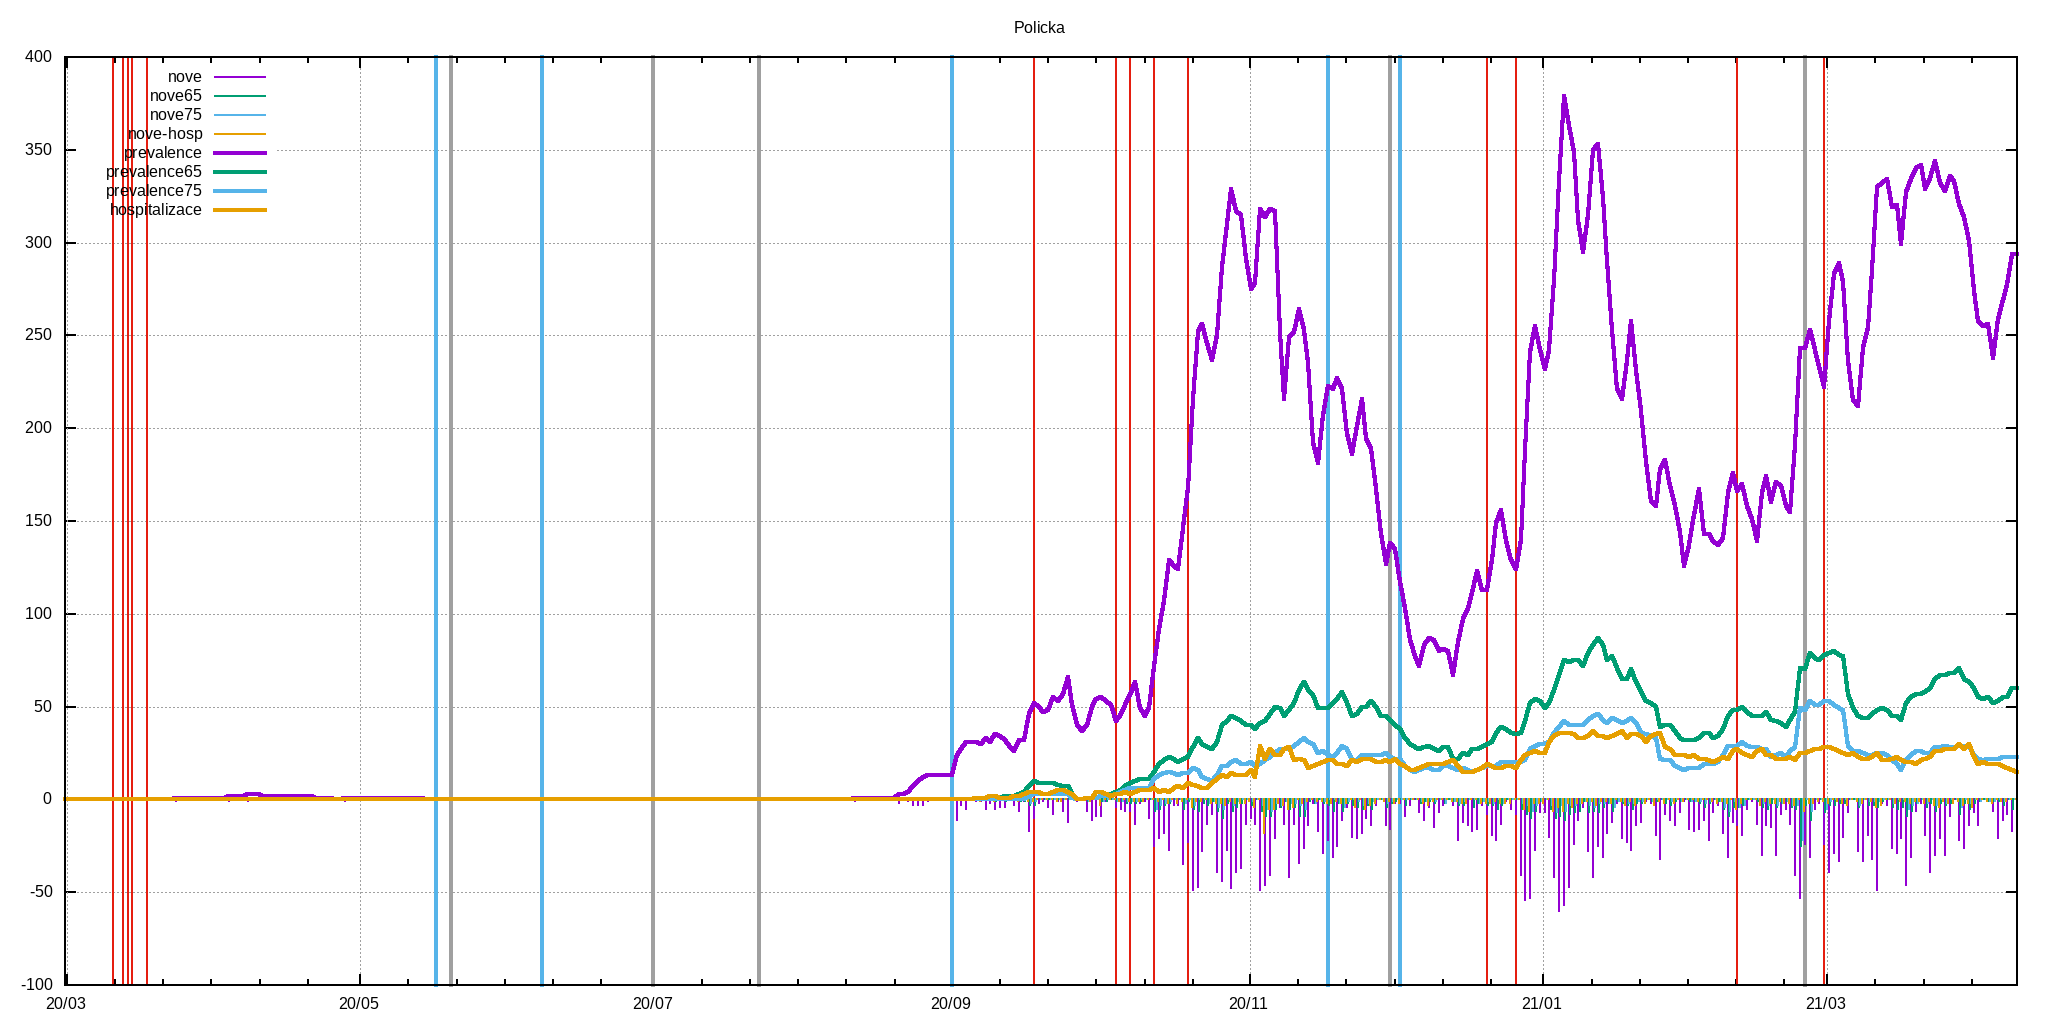 Policka
400
350
300
250
200
150
100
50
0
-50
-100
nove
nove65
nove75
nove-hosp
prevalence
prevalence65
prevalence75
hospitalizace
20/03 20/05 20/07 20/09 20/11 21/01 21/03